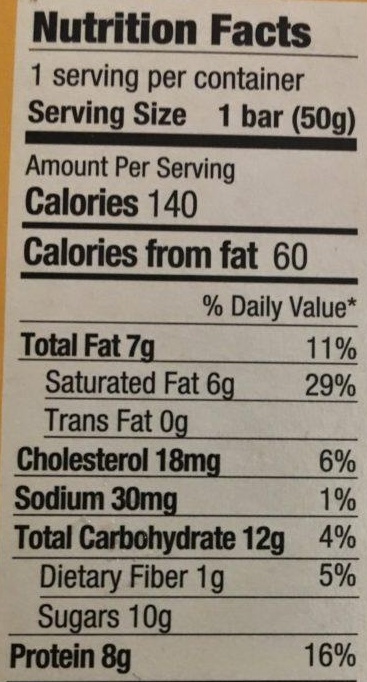 Nutrition Facts
1 serving per container
Serving Size 1 bar (50g)
Amount Per Serving
Calories 140
Calories from fat 60
% Daily Value*
Total Fat 7g 11%
Saturated Fat 6g 29%
Trans Fat 0g
Cholesterol 18mg 6%
Sodium 30mg 1%
Total Carbohydrate 12g 4%
Dietary Fiber 1g 5%
Sugars 10g
Protein 8g 16%